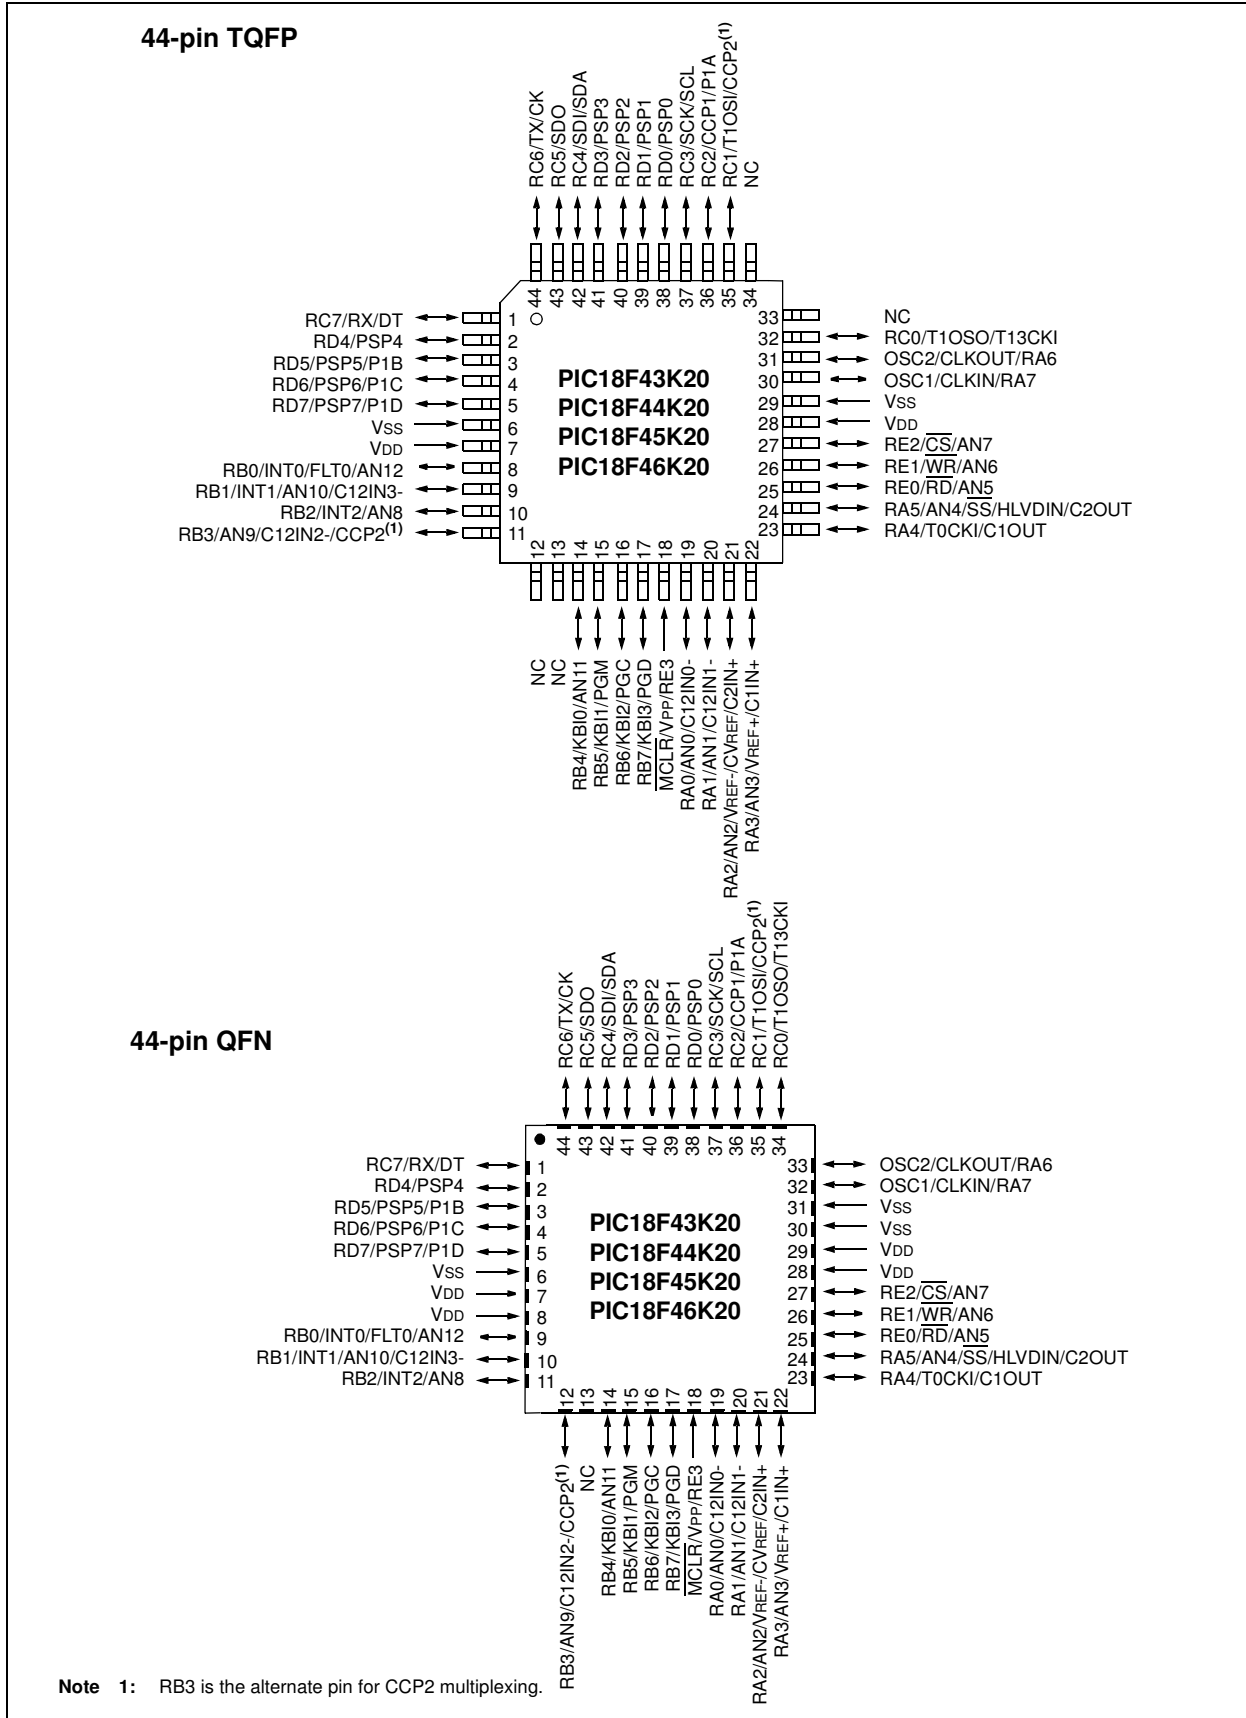 44-pin TQFP
RC6/TX/CK
RC5/SDO
RC4/SDI/SDA
RD3/PSP3
RD2/PSP2
RD1/PSP1
RD0/PSP0
RC3/SCK/SCL
RC2/CCP1/P1A
RC1/T1OSI/CCP2(1)
NC
44
43
42
41
40
39
38
37
36
35
34
RC7/RX/DT 1
RD4/PSP4 2
RD5/PSP5/P1B 3
RD6/PSP6/P1C 4
RD7/PSP7/P1D 5
VSS 6
VDD 7
RB0/INT0/FLT0/AN12 8
RB1/INT1/AN10/C12IN3- 9
RB2/INT2/AN8 10
RB3/AN9/C12IN2-/CCP2(1) 11
PIC18F43K20
PIC18F44K20
PIC18F45K20
PIC18F46K20
33 NC
32 RC0/T1OSO/T13CKI
31 OSC2/CLKOUT/RA6
30 OSC1/CLKIN/RA7
29 VSS
28 VDD
27 RE2/CS/AN7
26 RE1/WR/AN6
25 RE0/RD/AN5
24 RA5/AN4/SS/HLVDIN/C2OUT
23 RA4/T0CKI/C1OUT
12
13
14
15
16
17
18
19
20
21
22
NC
NC
RB4/KBI0/AN11
RB5/KBI1/PGM
RB6/KBI2/PGC
RB7/KBI3/PGD
MCLR/VPP/RE3
RA0/AN0/C12IN0-
RA1/AN1/C12IN1-
RA2/AN2/VREF-/CVREF/C2IN+
RA3/AN3/VREF+/C1IN+
44-pin QFN
RC6/TX/CK
RC5/SDO
RC4/SDI/SDA
RD3/PSP3
RD2/PSP2
RD1/PSP1
RD0/PSP0
RC3/SCK/SCL
RC2/CCP1/P1A
RC1/T1OSI/CCP2(1)
RC0/T1OSO/T13CKI
44
43
42
41
40
39
38
37
36
35
34
RC7/RX/DT 1
RD4/PSP4 2
RD5/PSP5/P1B 3
RD6/PSP6/P1C 4
RD7/PSP7/P1D 5
VSS 6
VDD 7
VDD 8
RB0/INT0/FLT0/AN12 9
RB1/INT1/AN10/C12IN3- 10
RB2/INT2/AN8 11
PIC18F43K20
PIC18F44K20
PIC18F45K20
PIC18F46K20
33 OSC2/CLKOUT/RA6
32 OSC1/CLKIN/RA7
31 VSS
30 VSS
29 VDD
28 VDD
27 RE2/CS/AN7
26 RE1/WR/AN6
25 RE0/RD/AN5
24 RA5/AN4/SS/HLVDIN/C2OUT
23 RA4/T0CKI/C1OUT
12
13
14
15
16
17
18
19
20
21
22
RB3/AN9/C12IN2-/CCP2(1)
NC
RB4/KBI0/AN11
RB5/KBI1/PGM
RB6/KBI2/PGC
RB7/KBI3/PGD
MCLR/VPP/RE3
RA0/AN0/C12IN0-
RA1/AN1/C12IN1-
RA2/AN2/VREF-/CVREF/C2IN+
RA3/AN3/VREF+/C1IN+
Note 1: RB3 is the alternate pin for CCP2 multiplexing.